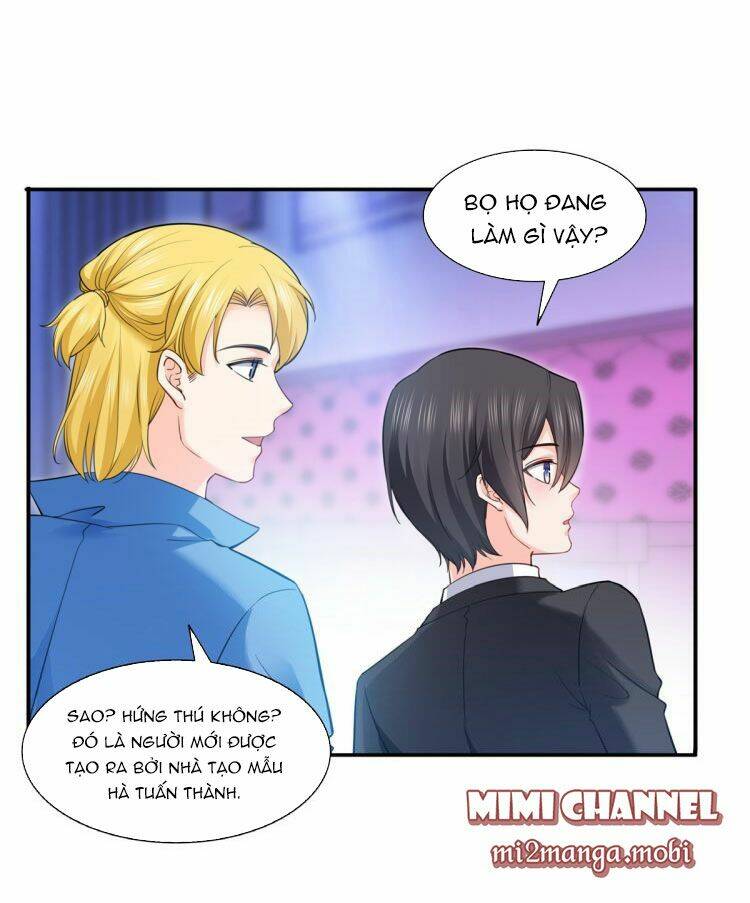 BỌN HỌ ĐANG
LÀM GÌ VẬY?
SAO? HỨNG THÚ KHÔNG?
ĐÓ LÀ NGƯỜI MỚI ĐƯỢC
TẠO RA BỞI NHÀ TẠO MẪU
HÀ TUẤN THÀNH.
MIMI CHANNEL
mi2manga.mobi